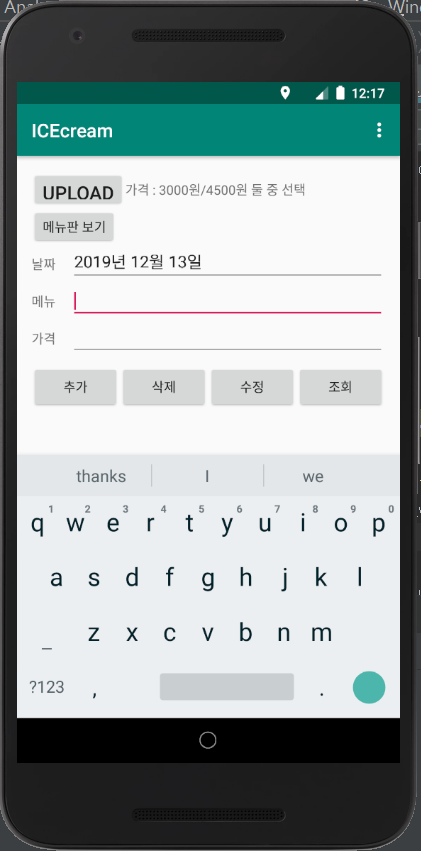 12:17
ICEcream
UPLOAD 가격 : 3000원/4500원 둘 중 선택
메뉴판 보기
날짜 2019년 12월 13일
메뉴
가격
추가 삭제 수정 조회
thanks I we
1 2 3 4 5 6 7 8 9 0
q w e r t y u i o p
a s d f g h j k l
z x c v b n m
?123 , .